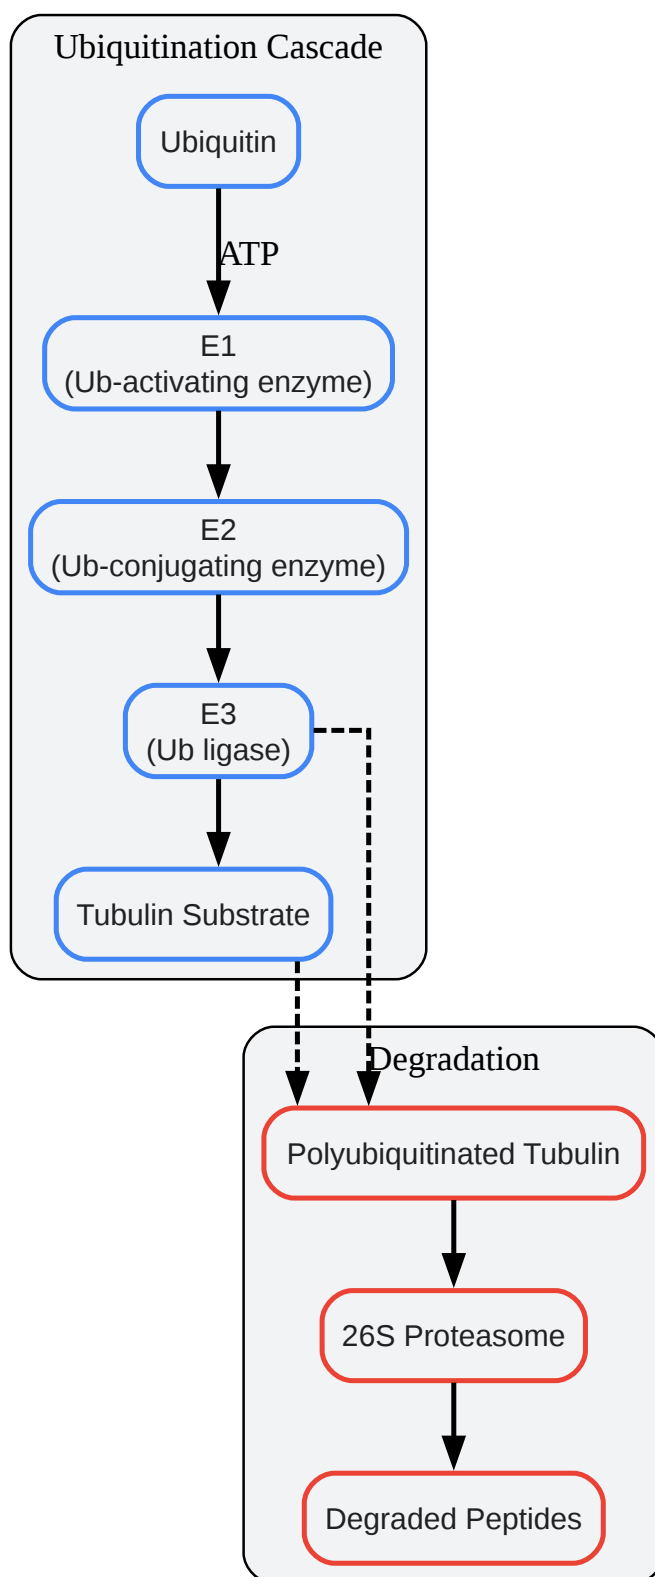 Ubiquitination Cascade
Ubiquitin
ATP
E1
(Ub-activating enzyme)
E2
(Ub-conjugating enzyme)
E3
(Ub ligase)
Tubulin Substrate
Degradation
Polyubiquitinated Tubulin
26S Proteasome
Degraded Peptides